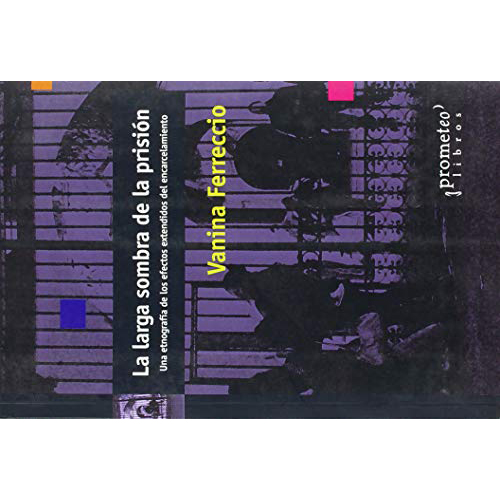 La larga sombra de la prisión
Una etnografía de los efectos extendidos del encarcelamiento
Vanina Ferreccio
prometeo)
libros